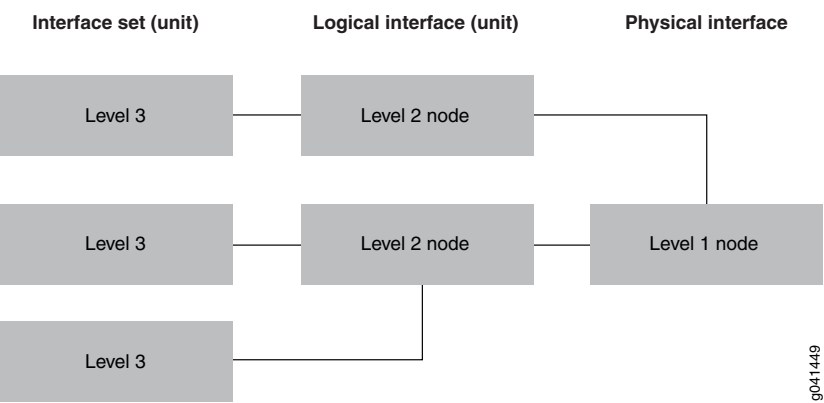 Interface set (unit) Logical interface (unit) Physical interface
Level 3 Level 2 node
Level 3 Level 2 node Level 1 node
Level 3
g041449